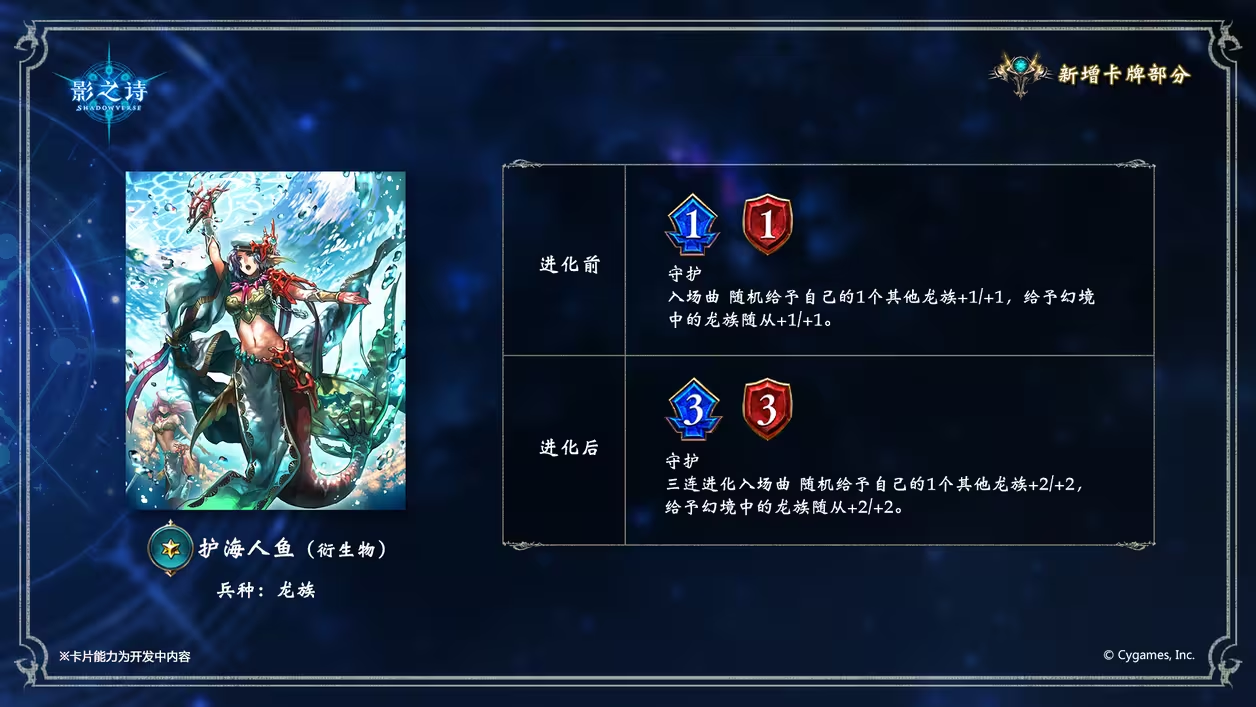 影之诗
SHADOWVERSE
新增卡牌部分
进化前
1 1
守护
入场曲 随机给予自己的1个其他龙族+1/+1，给予幻境
中的龙族随从+1/+1。
进化后
3 3
守护
三连进化入场曲 随机给予自己的1个其他龙族+2/+2，
给予幻境中的龙族随从+2/+2。
护海人鱼（衍生物）
兵种：龙族
※卡片能力为开发中内容
© Cygames, Inc.